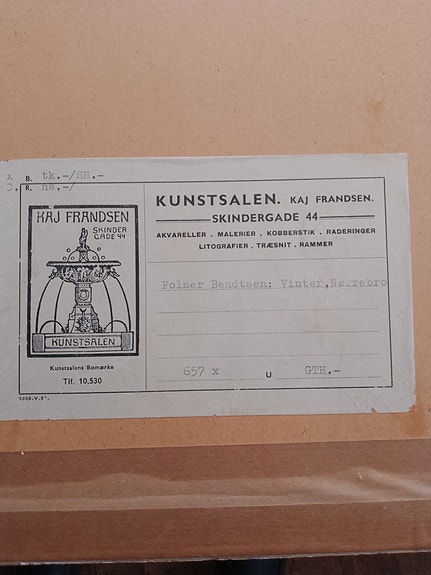 x B. tk.-/SH.-
R. ns.-/
KAJ FRANDSEN
SKINDER
GADE 44
KUNSTSALEN
Kunstsalens Bomærke
Tlf. 10,530
KUNSTSALEN. KAJ FRANDSEN.
SKINDERGADE 44
AKVARELLER . MALERIER . KOBBERSTIK . RADERINGER
LITOGRAFIER . TRÆSNIT . RAMMER
Folmer Bendtsen: Vinter,Nørrebro
657 x U GTH.-